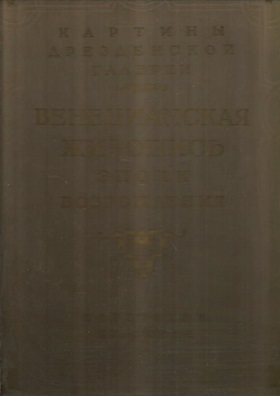 КАРТИНЫ
ДРЕЗДЕНСКОЙ
ГАЛЕРЕИ
ВЕНЕЦИАНСКАЯ
ЖИВОПИСЬ
ЭПОХИ
ВОЗРОЖДЕНИЯ